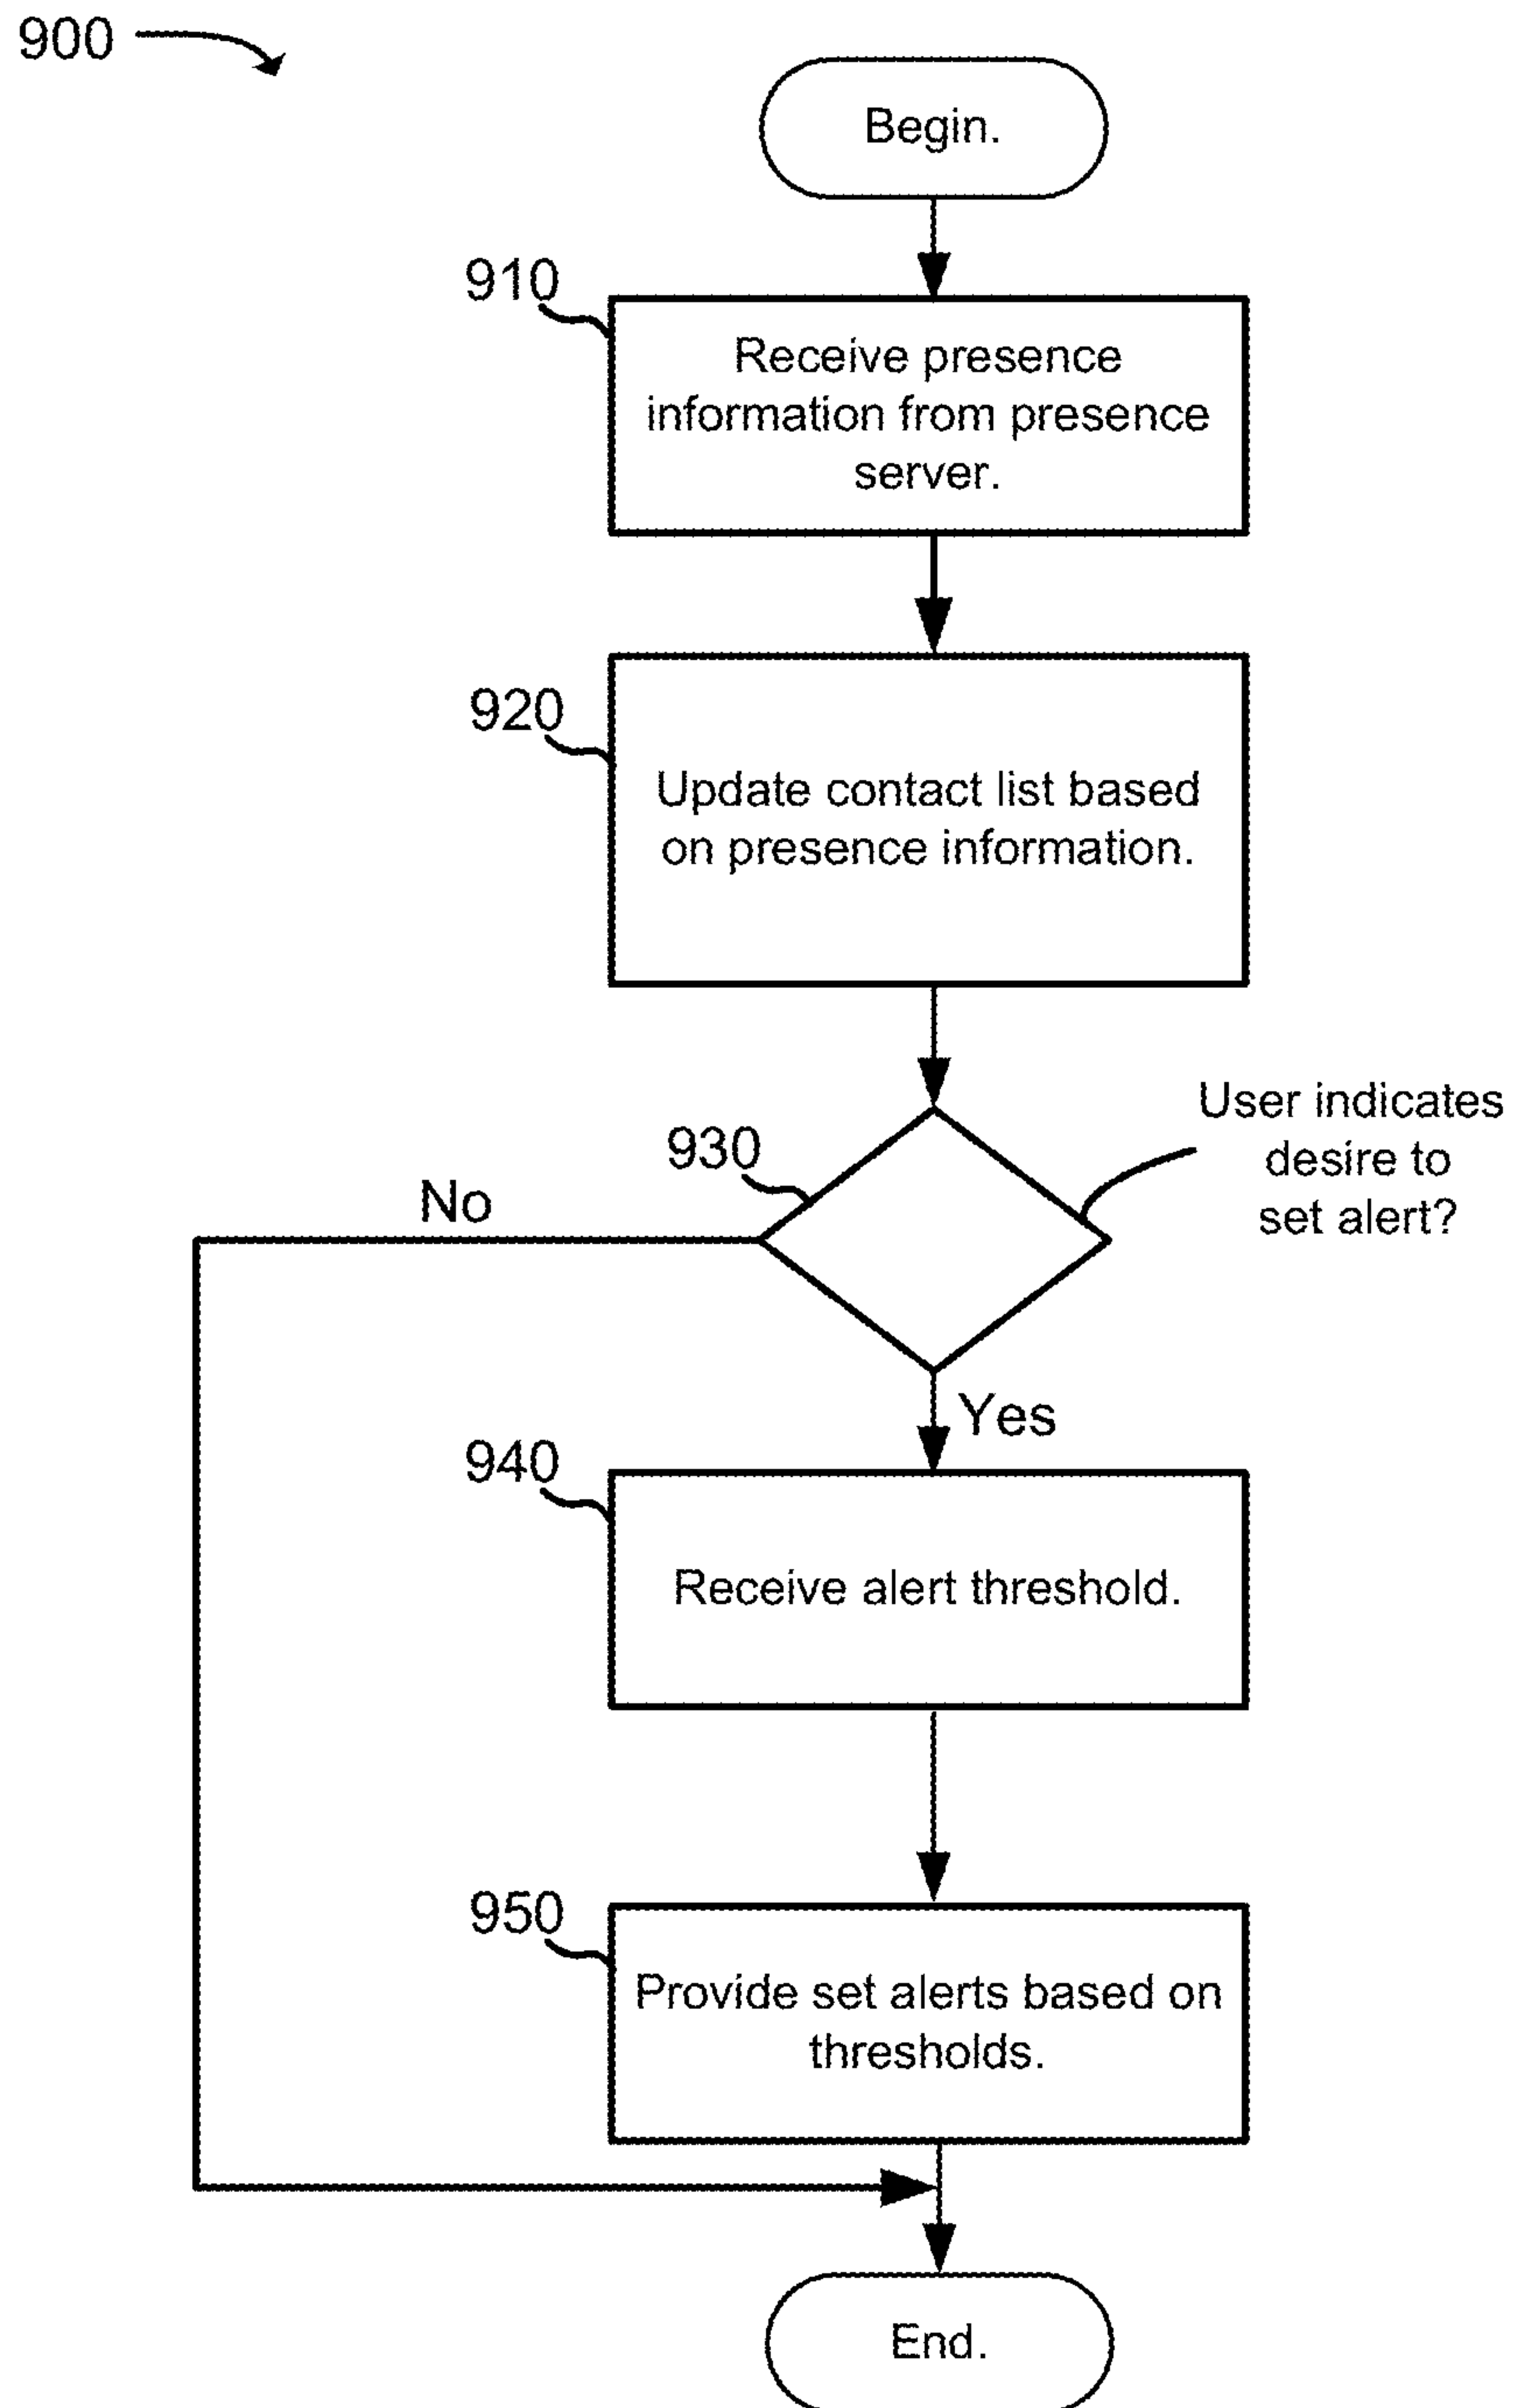 900
Begin.
910
Receive presence
information from presence
server.
920
Update contact list based
on presence information.
930
User indicates
desire to
set alert?
No
Yes
940
Receive alert threshold.
950
Provide set alerts based on
thresholds.
End.